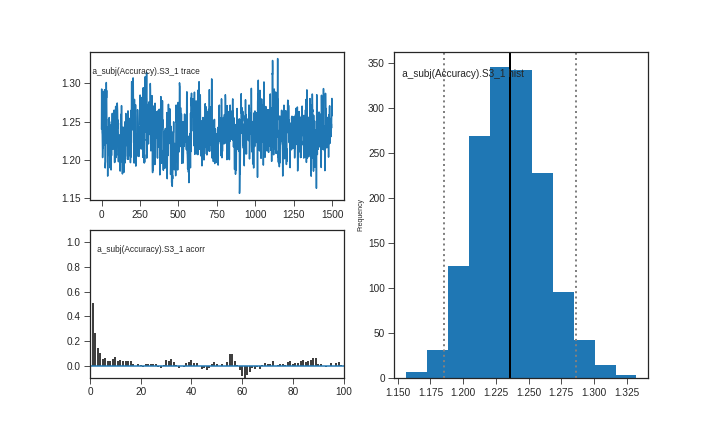 a_subj(Accuracy).S3_1 trace
1.30
1.25
1.20
1.15
0 250 500 750 1000 1250 1500
a_subj(Accuracy).S3_1 acorr
1.0
0.8
0.6
0.4
0.2
0.0
0 20 40 60 80 100
a_subj(Accuracy).S3_1 hist
Frequency
350
300
250
200
150
100
50
0
1.150 1.175 1.200 1.225 1.250 1.275 1.300 1.325